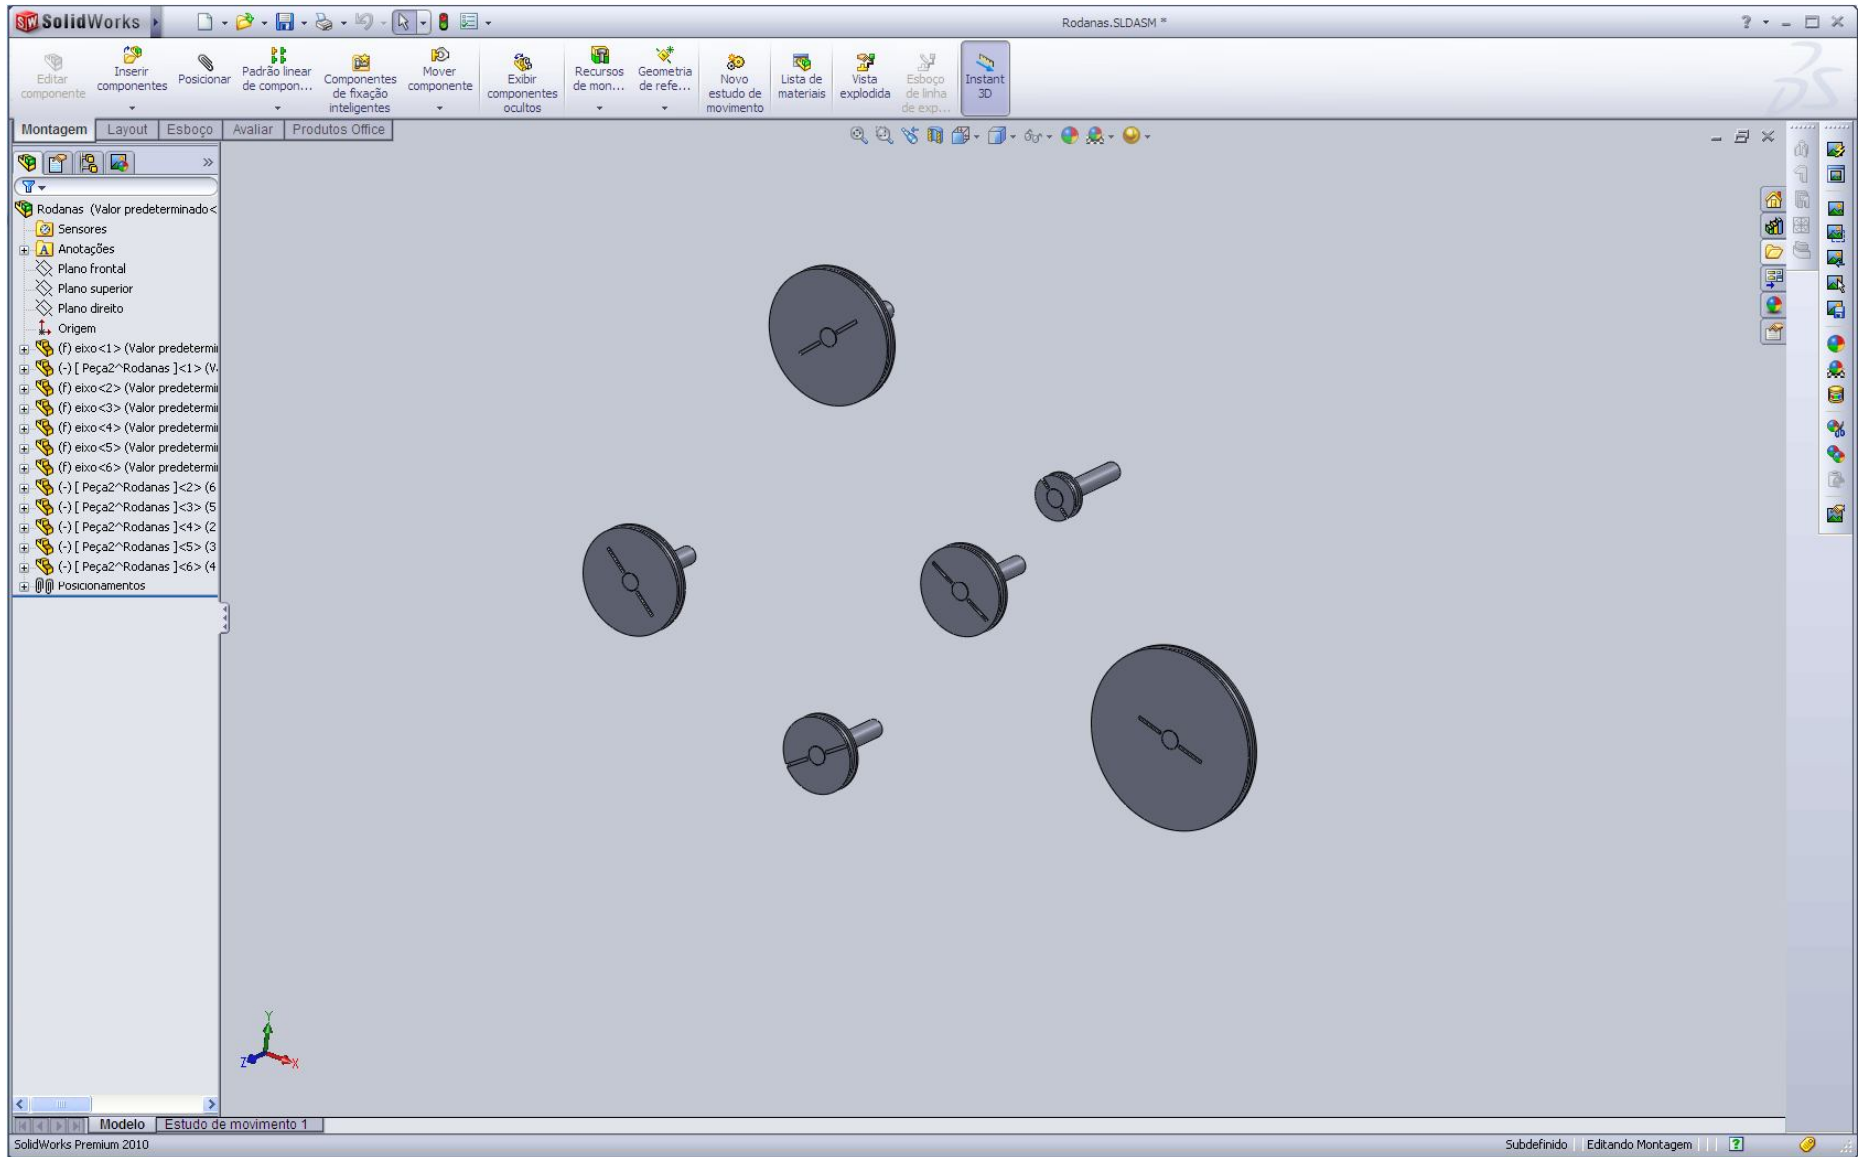 SolidWorks
Rodanas.SLDASM *
Editar componente
Inserir componentes
Posicionar
Padrão linear de compon...
Componentes de fixação inteligentes
Mover componente
Exibir componentes ocultos
Recursos de mon...
Geometria de refe...
Novo estudo de movimento
Lista de materiais
Vista explodida
Esboço de linha de exp...
Instant 3D
Montagem
Layout
Esboço
Avaliar
Produtos Office
Rodanas (Valor predeterminado<
Sensores
Anotações
Plano frontal
Plano superior
Plano direito
Origem
(f) eixo<1> (Valor predetermi
(-) [ Peça2^Rodanas ]<1> (V
(f) eixo<2> (Valor predetermi
(f) eixo<3> (Valor predetermi
(f) eixo<4> (Valor predetermi
(f) eixo<5> (Valor predetermi
(f) eixo<6> (Valor predetermi
(-) [ Peça2^Rodanas ]<2> (6
(-) [ Peça2^Rodanas ]<3> (5
(-) [ Peça2^Rodanas ]<4> (2
(-) [ Peça2^Rodanas ]<5> (3
(-) [ Peça2^Rodanas ]<6> (4
Posicionamentos
Y
Z
X
Modelo
Estudo de movimento 1
SolidWorks Premium 2010
Subdefinido
Editando Montagem